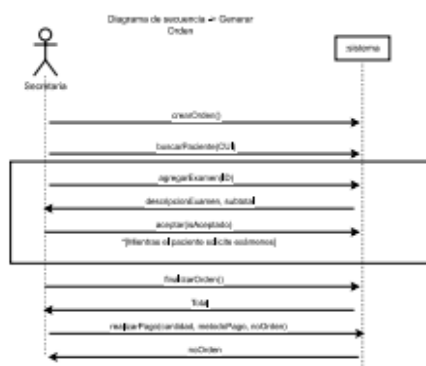 Diagrama de secuencia -> Generar
Orden
:sistema
Secretaria
crearOrden()
buscarPaciente(CUI)
agregarExamen(ID)
descripcionExamen, subtotal
aceptar(isAceptado)
*[Mientras el paciente solicite exámenes]
finalizarOrden()
Total
realizarPago(cantidad, metodoPago, noOrden)
noOrden